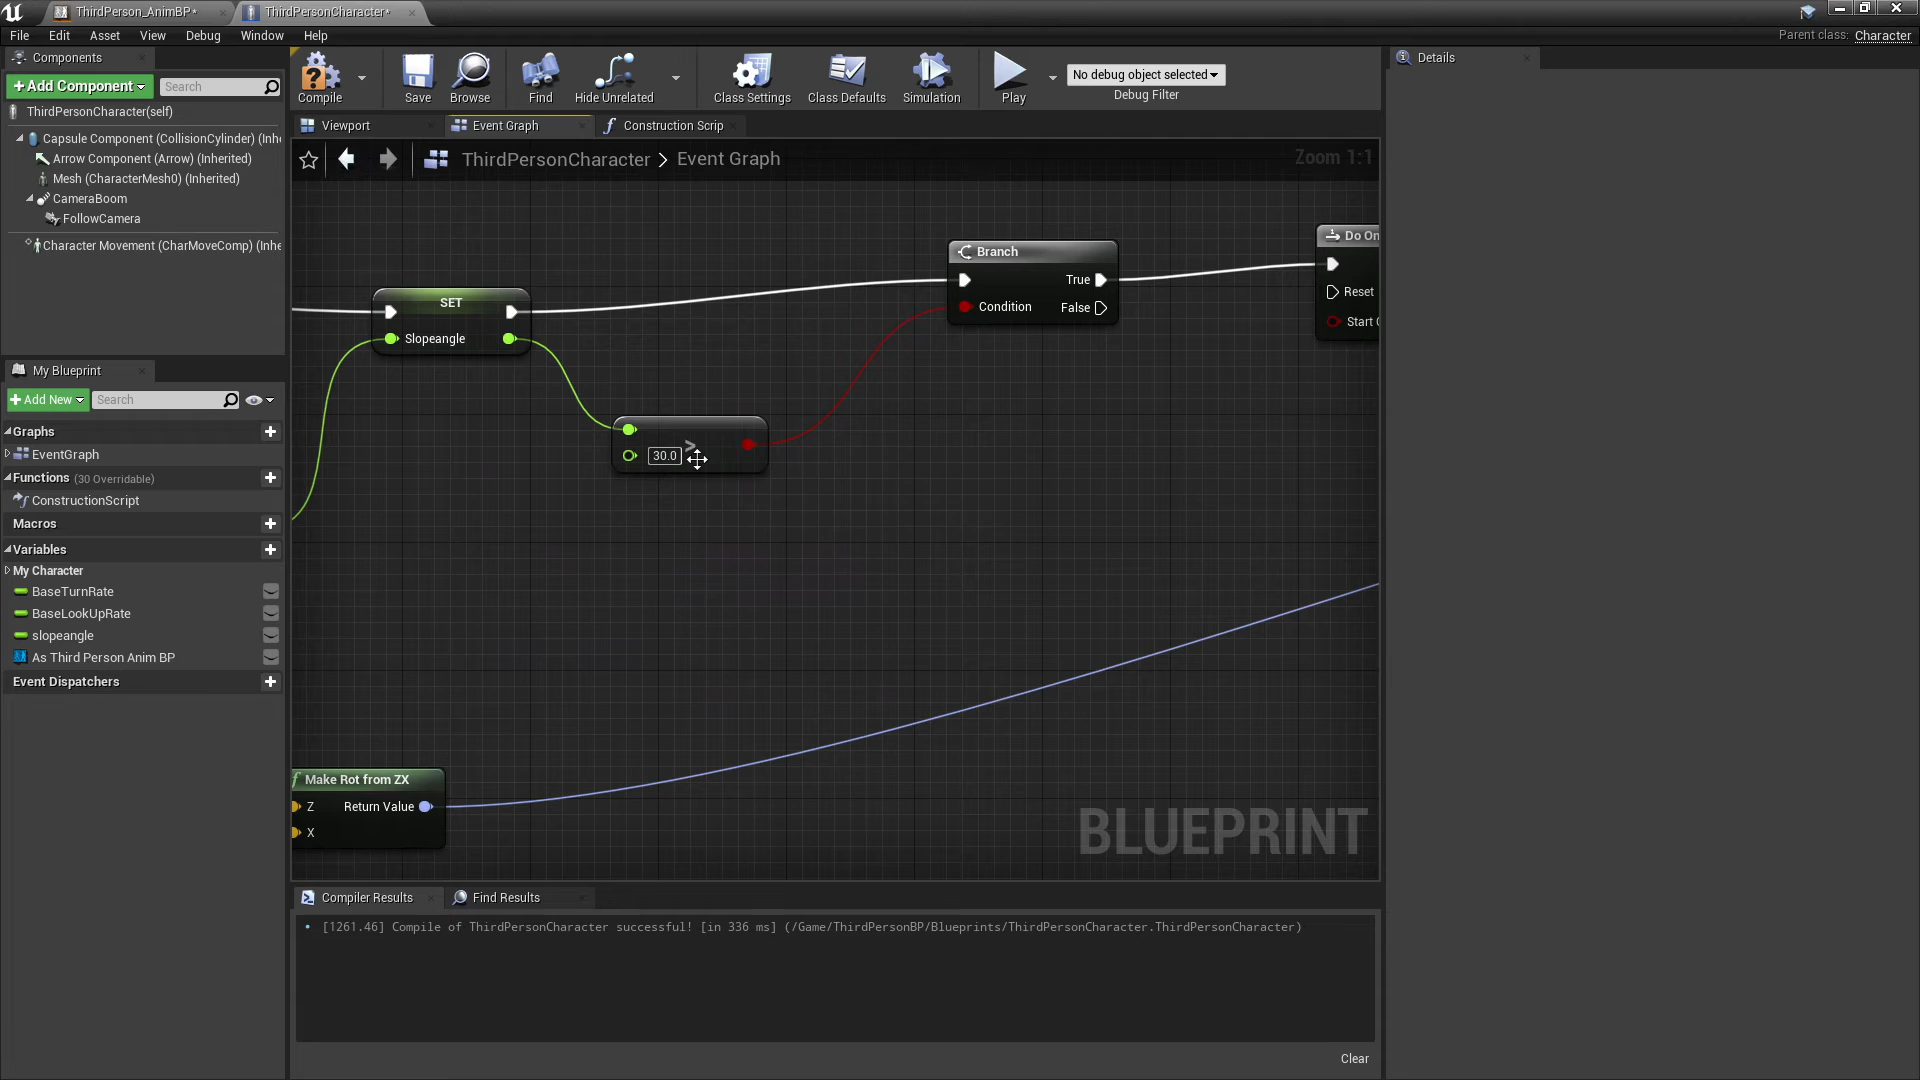 ThirdPerson_AnimBP*
ThirdPersonCharacter*
File Edit Asset View Debug Window Help
Parent class: Character
Components
+Add Component
Search
ThirdPersonCharacter(self)
Capsule Component (CollisionCylinder) (Inhe
Arrow Component (Arrow) (Inherited)
Mesh (CharacterMesh0) (Inherited)
CameraBoom
FollowCamera
Character Movement (CharMoveComp) (Inhe
My Blueprint
+Add New
Search
Graphs
EventGraph
Functions (30 Overridable)
ConstructionScript
Macros
Variables
My Character
BaseTurnRate
BaseLookUpRate
slopeangle
As Third Person Anim BP
Event Dispatchers
Compile
Save
Browse
Find
Hide Unrelated
Class Settings
Class Defaults
Simulation
Play
No debug object selected
Debug Filter
Viewport
Event Graph
Construction Scrip
ThirdPersonCharacter > Event Graph
Zoom 1:1
SET
Slopeangle
>
30.0
Branch
True
Condition
False
Do On
Reset
Start C
Make Rot from ZX
Z
Return Value
X
BLUEPRINT
Compiler Results
Find Results
[1261.46] Compile of ThirdPersonCharacter successful! [in 336 ms] (/Game/ThirdPersonBP/Blueprints/ThirdPersonCharacter.ThirdPersonCharacter)
Clear
Details